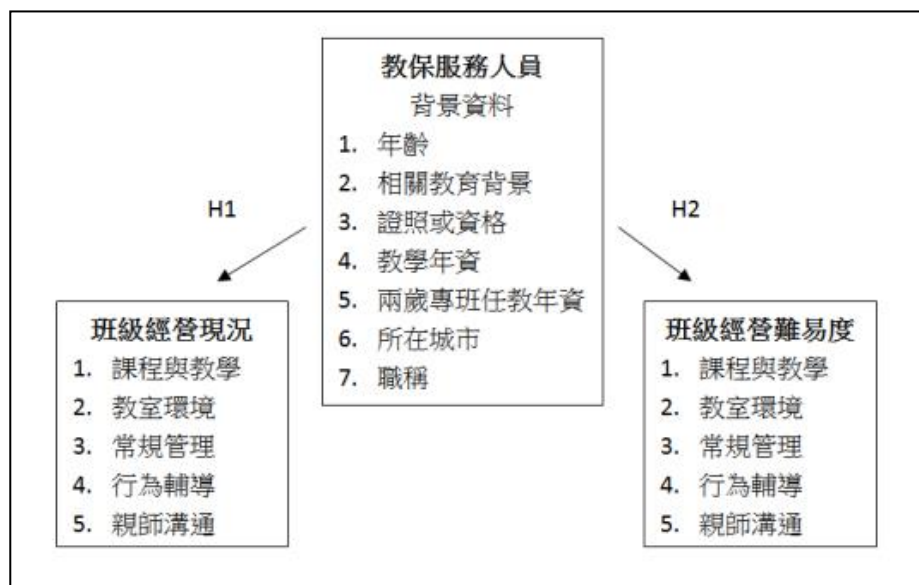 教保服務人員
背景資料
1. 年齡
2. 相關教育背景
3. 證照或資格
4. 教學年資
5. 兩歲專班任教年資
6. 所在城市
7. 職稱
H1
H2
班級經營現況
1. 課程與教學
2. 教室環境
3. 常規管理
4. 行為輔導
5. 親師溝通
班級經營難易度
1. 課程與教學
2. 教室環境
3. 常規管理
4. 行為輔導
5. 親師溝通